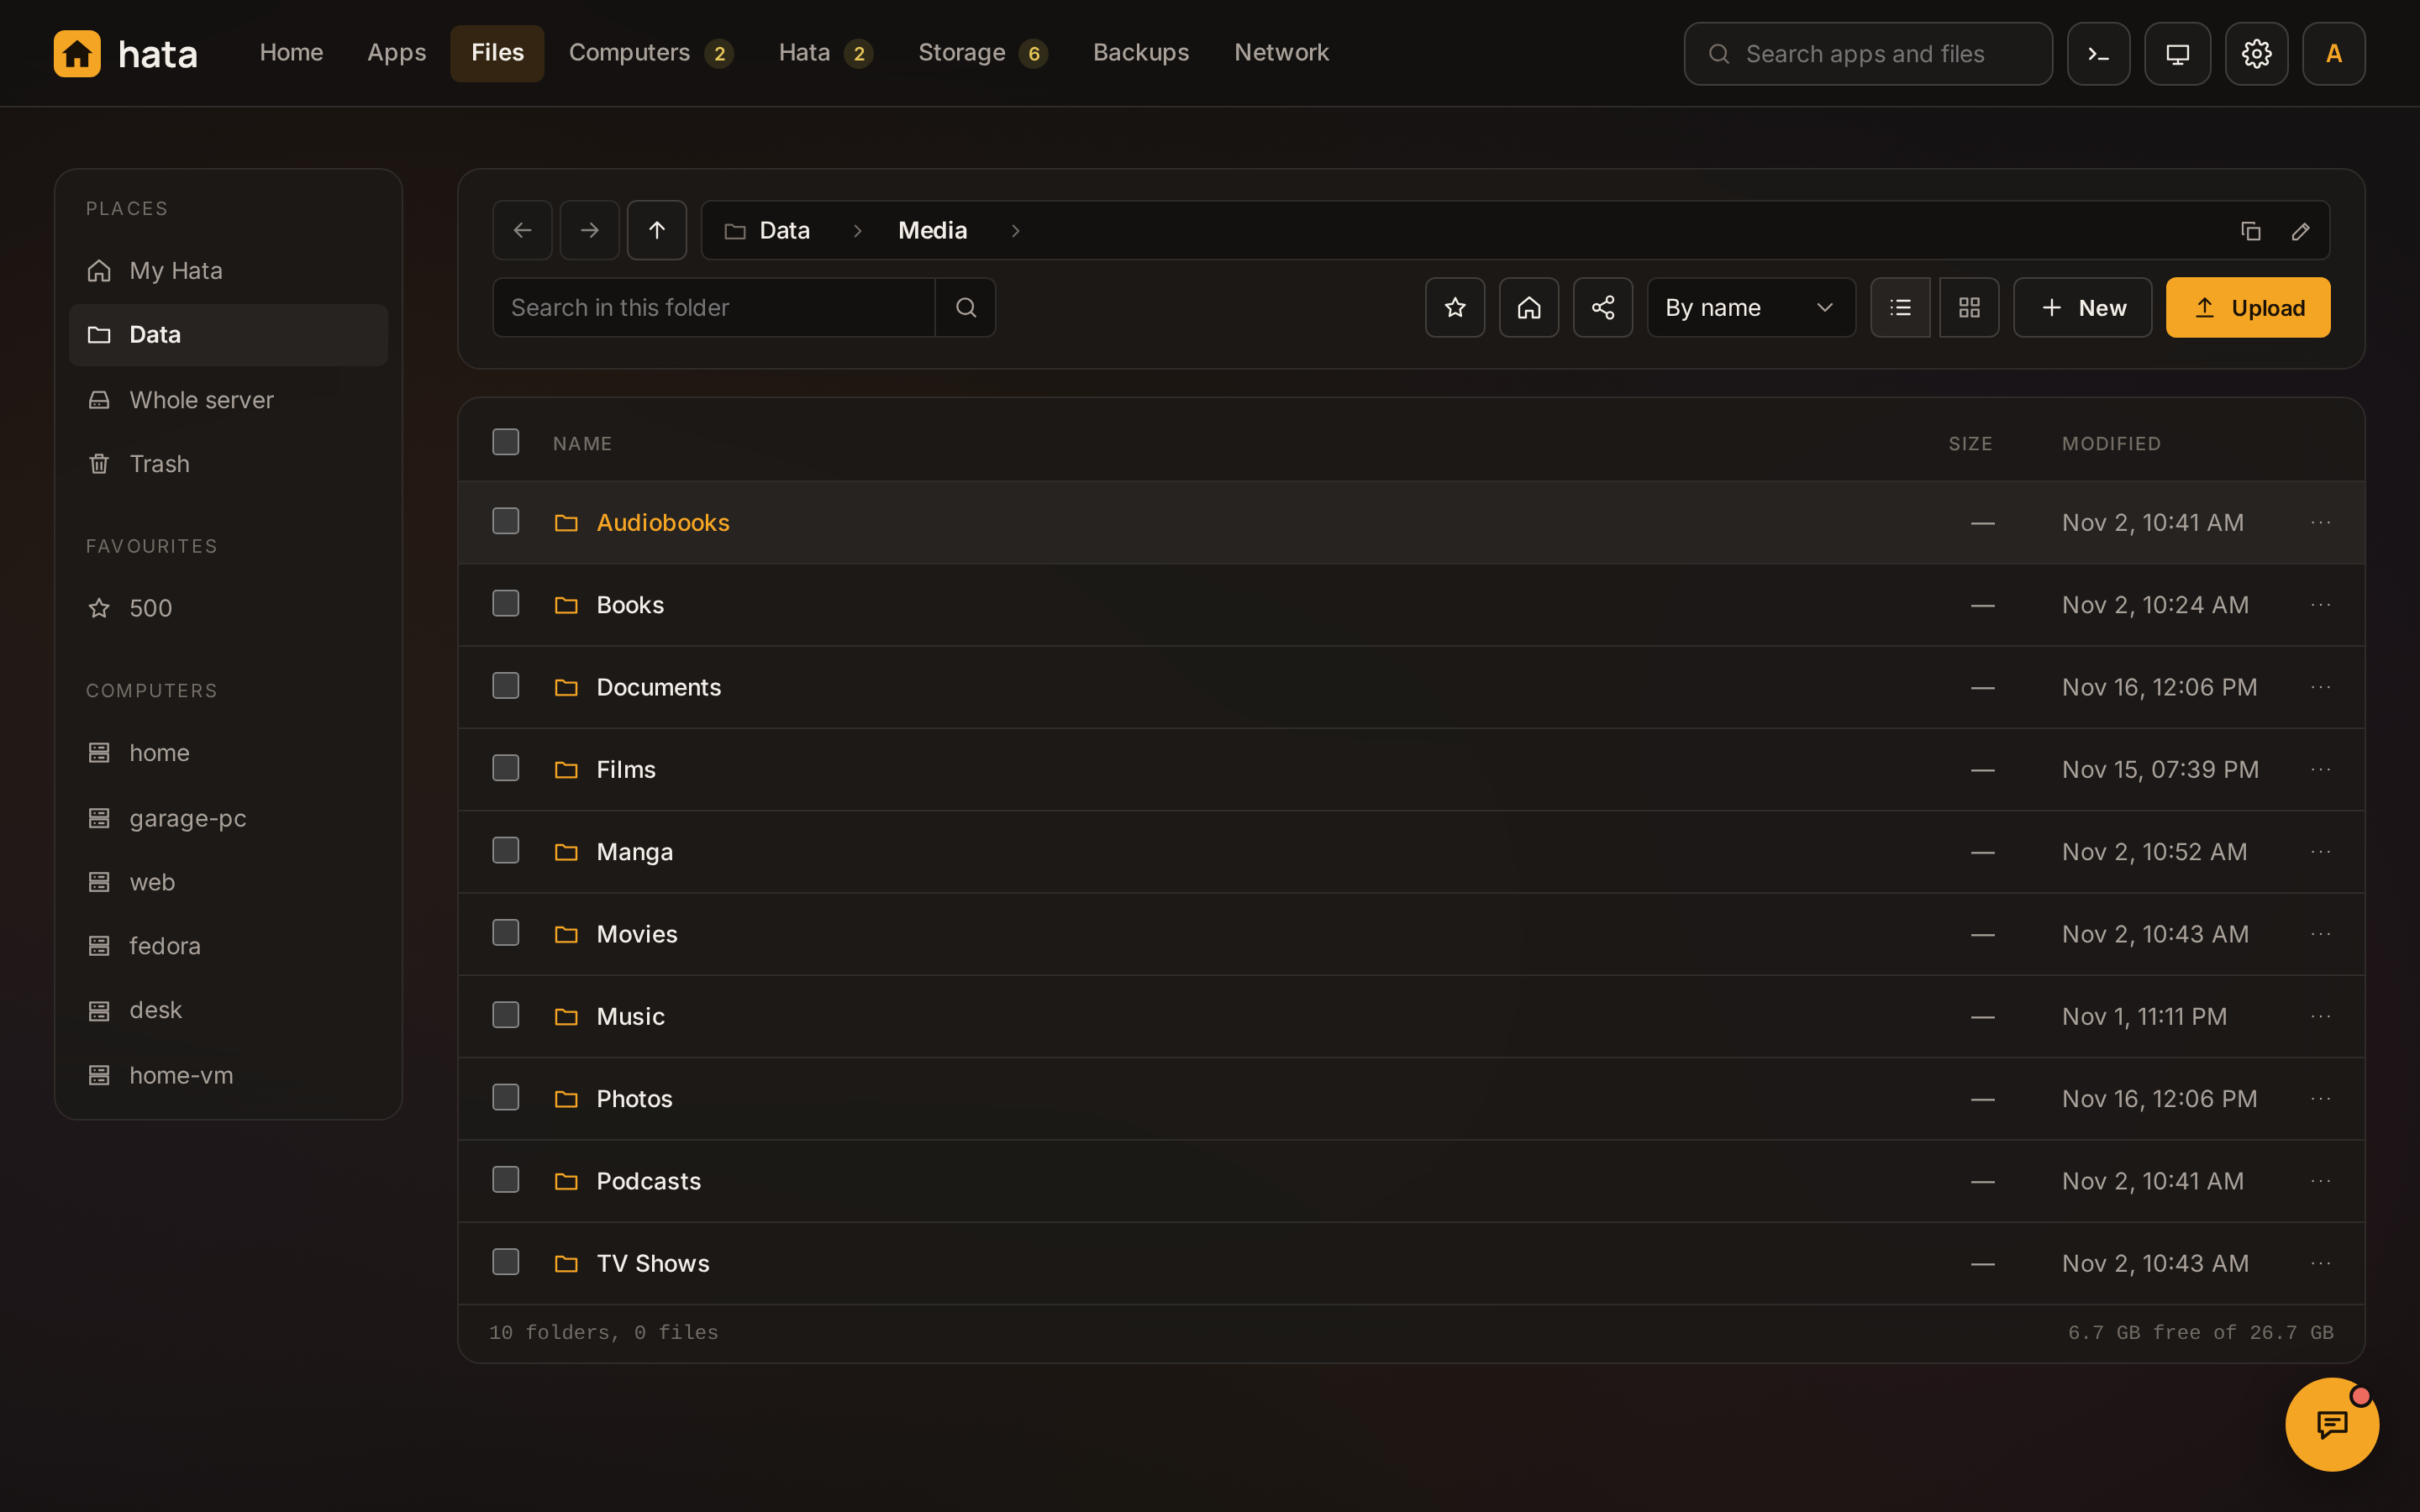 hata
Home Apps Files Computers 2 Hata 2 Storage 6 Backups Network
Search apps and files
A
PLACES
My Hata
Data
Whole server
Trash
FAVOURITES
500
COMPUTERS
home
garage-pc
web
fedora
desk
home-vm
Data > Media >
Search in this folder
By name
New
Upload
NAME SIZE MODIFIED
Audiobooks — Nov 2, 10:41 AM ...
Books — Nov 2, 10:24 AM ...
Documents — Nov 16, 12:06 PM ...
Films — Nov 15, 07:39 PM ...
Manga — Nov 2, 10:52 AM ...
Movies — Nov 2, 10:43 AM ...
Music — Nov 1, 11:11 PM ...
Photos — Nov 16, 12:06 PM ...
Podcasts — Nov 2, 10:41 AM ...
TV Shows — Nov 2, 10:43 AM ...
10 folders, 0 files 6.7 GB free of 26.7 GB